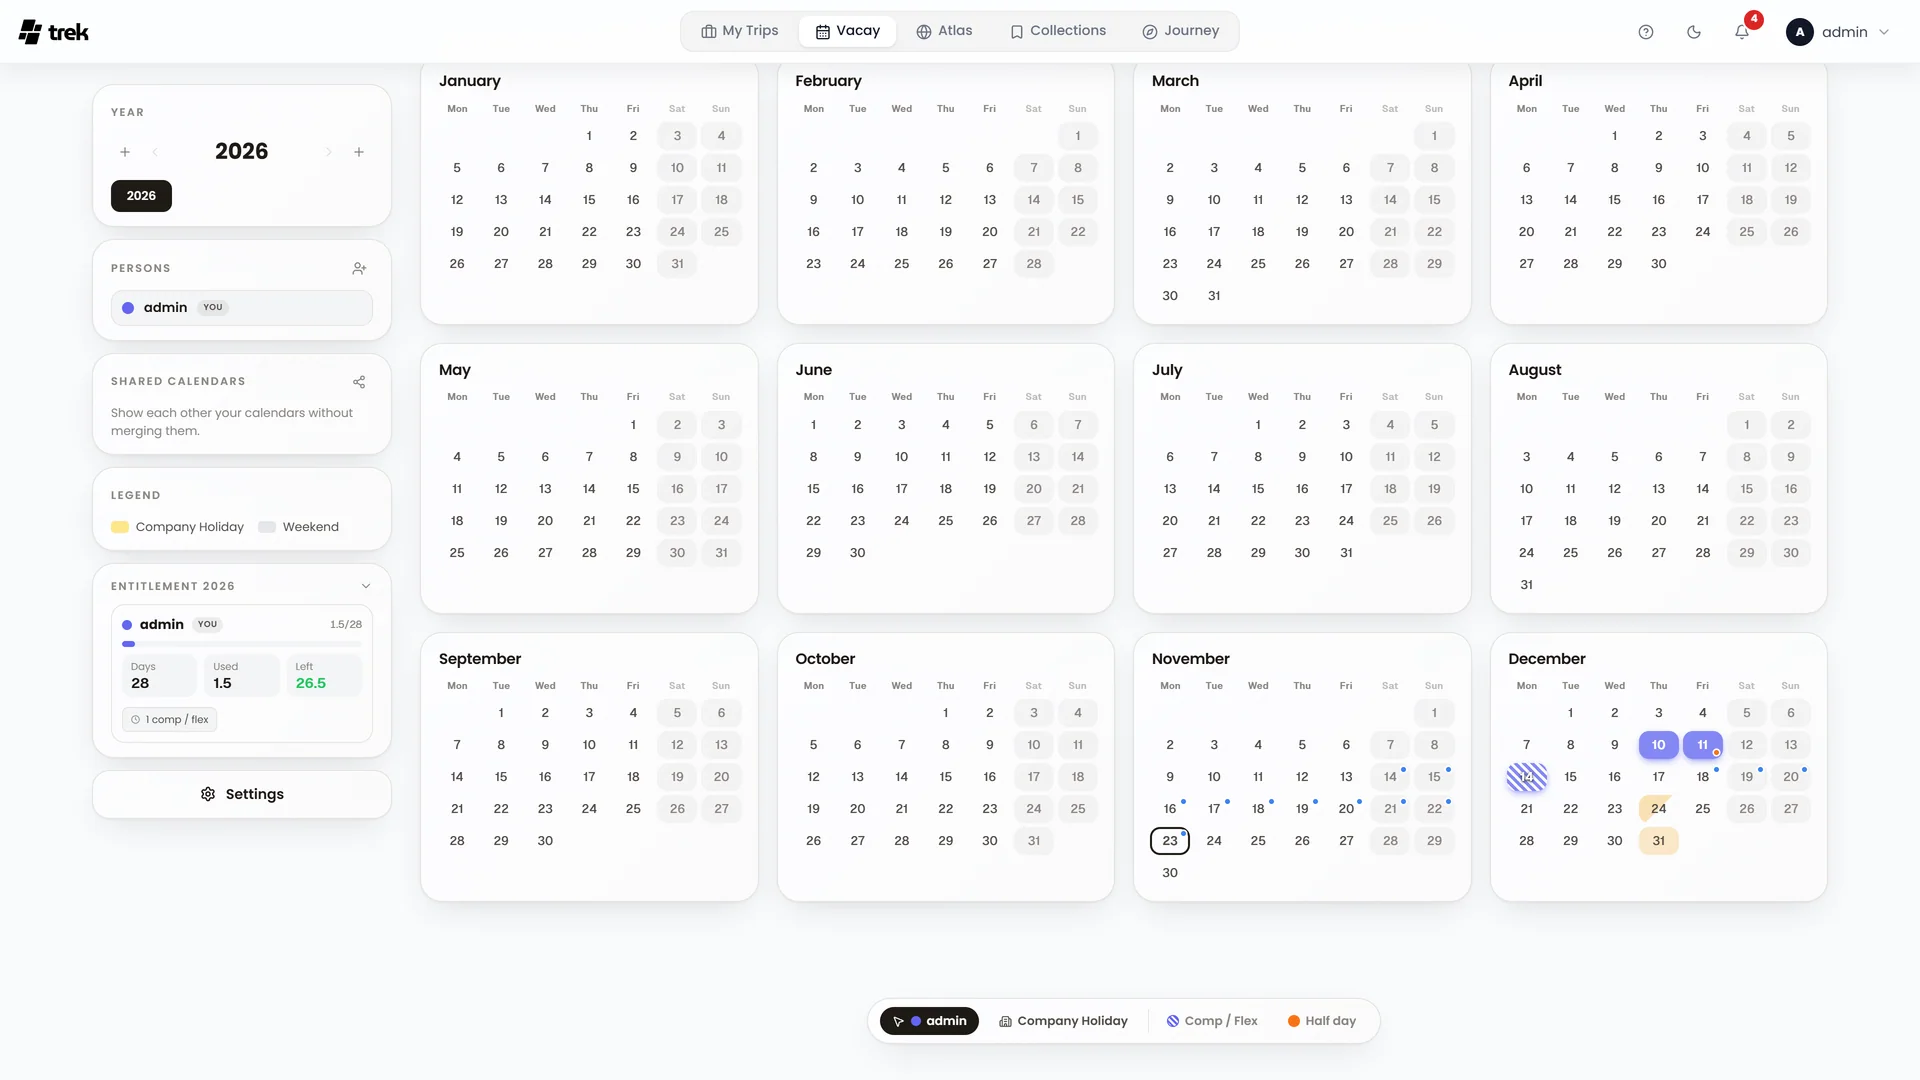 trek
My Trips Vacay Atlas Collections Journey
4
A admin
YEAR
2026
2026
PERSONS
admin YOU
SHARED CALENDARS
Show each other your calendars without
merging them.
LEGEND
Company Holiday Weekend
ENTITLEMENT 2026
admin YOU 1.5/28
Days Used Left
28 1.5 26.5
1 comp / flex
Settings
January
Mon Tue Wed Thu Fri Sat Sun
1 2 3 4
5 6 7 8 9 10 11
12 13 14 15 16 17 18
19 20 21 22 23 24 25
26 27 28 29 30 31
February
Mon Tue Wed Thu Fri Sat Sun
1
2 3 4 5 6 7 8
9 10 11 12 13 14 15
16 17 18 19 20 21 22
23 24 25 26 27 28
March
Mon Tue Wed Thu Fri Sat Sun
1
2 3 4 5 6 7 8
9 10 11 12 13 14 15
16 17 18 19 20 21 22
23 24 25 26 27 28 29
30 31
April
Mon Tue Wed Thu Fri Sat Sun
1 2 3 4 5
6 7 8 9 10 11 12
13 14 15 16 17 18 19
20 21 22 23 24 25 26
27 28 29 30
May
Mon Tue Wed Thu Fri Sat Sun
1 2 3
4 5 6 7 8 9 10
11 12 13 14 15 16 17
18 19 20 21 22 23 24
25 26 27 28 29 30 31
June
Mon Tue Wed Thu Fri Sat Sun
1 2 3 4 5 6 7
8 9 10 11 12 13 14
15 16 17 18 19 20 21
22 23 24 25 26 27 28
29 30
July
Mon Tue Wed Thu Fri Sat Sun
1 2 3 4 5
6 7 8 9 10 11 12
13 14 15 16 17 18 19
20 21 22 23 24 25 26
27 28 29 30 31
August
Mon Tue Wed Thu Fri Sat Sun
1 2
3 4 5 6 7 8 9
10 11 12 13 14 15 16
17 18 19 20 21 22 23
24 25 26 27 28 29 30
31
September
Mon Tue Wed Thu Fri Sat Sun
1 2 3 4 5 6
7 8 9 10 11 12 13
14 15 16 17 18 19 20
21 22 23 24 25 26 27
28 29 30
October
Mon Tue Wed Thu Fri Sat Sun
1 2 3 4
5 6 7 8 9 10 11
12 13 14 15 16 17 18
19 20 21 22 23 24 25
26 27 28 29 30 31
November
Mon Tue Wed Thu Fri Sat Sun
1
2 3 4 5 6 7 8
9 10 11 12 13 14 15
16 17 18 19 20 21 22
23 24 25 26 27 28 29
30
December
Mon Tue Wed Thu Fri Sat Sun
1 2 3 4 5 6
7 8 9 10 11 12 13
14 15 16 17 18 19 20
21 22 23 24 25 26 27
28 29 30 31
admin Company Holiday Comp / Flex Half day